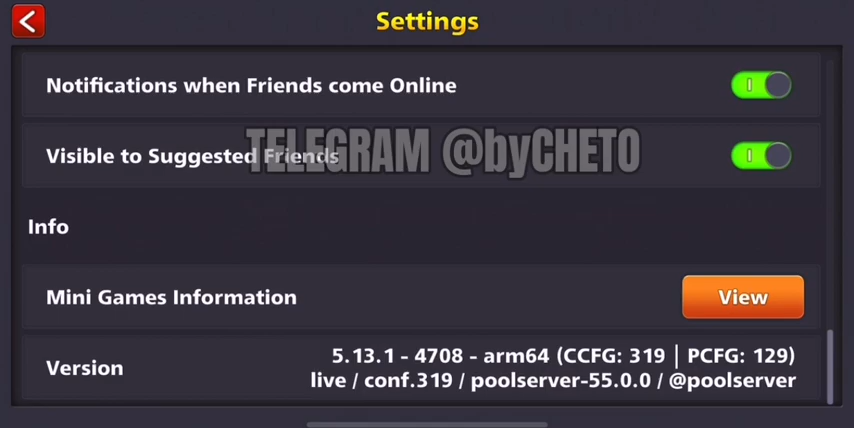 Settings
Notifications when Friends come Online
Visible to Suggested Friends
TELEGRAM @byCHETO
Info
Mini Games Information
View
Version
5.13.1 - 4708 - arm64 (CCFG: 319 | PCFG: 129)
live / conf.319 / poolserver-55.0.0 / @poolserver